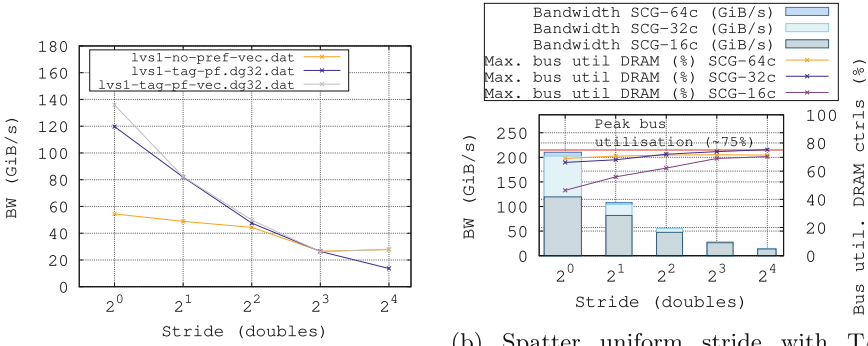 lvs1-no-pref-vec.dat
lvs1-tag-pf.dg32.dat
lvs1-tag-pf-vec.dg32.dat
BW (GiB/s)
180
160
140
120
100
80
60
40
20
0
2^0 2^1 2^2 2^3 2^4
Stride (doubles)
Bandwidth SCG-64c (GiB/s)
Bandwidth SCG-32c (GiB/s)
Bandwidth SCG-16c (GiB/s)
Max. bus util DRAM (%) SCG-64c
Max. bus util DRAM (%) SCG-32c
Max. bus util DRAM (%) SCG-16c
Peak bus
utilisation (~75%)
BW (GiB/s)
250
200
150
100
50
0
100
80
60
40
20
0
Bus util. DRAM ctrls (%)
2^0 2^1 2^2 2^3 2^4
Stride (doubles)
(b) Spatter uniform stride with